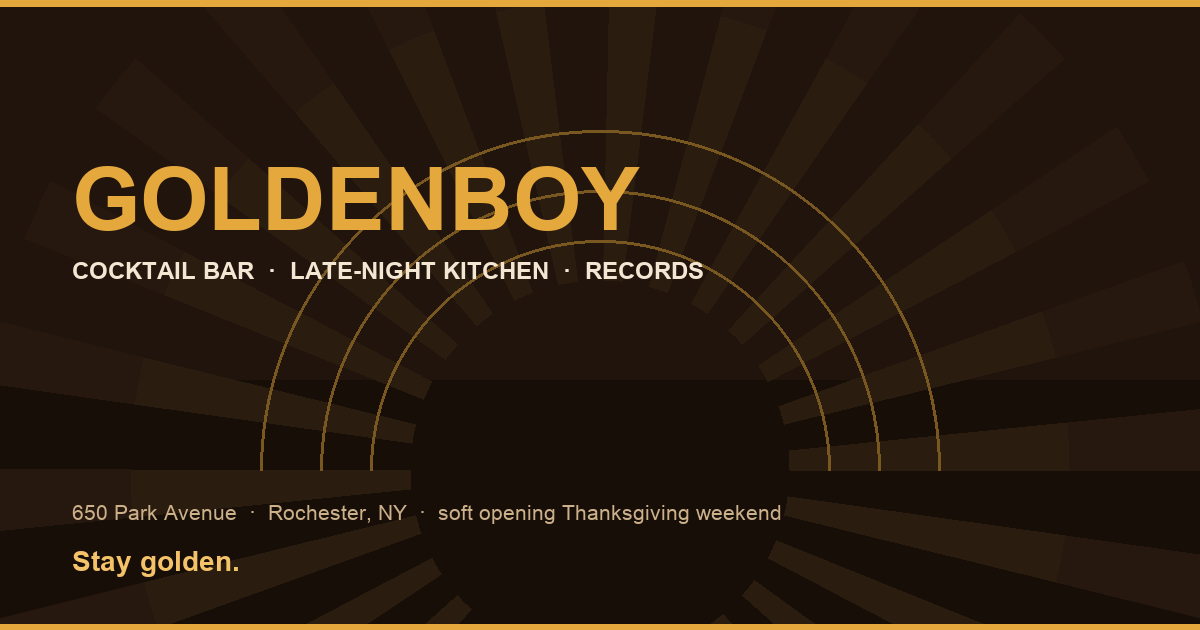 GOLDENBOY
COCKTAIL BAR · LATE-NIGHT KITCHEN · RECORDS
650 Park Avenue · Rochester, NY · soft opening Thanksgiving weekend
Stay golden.